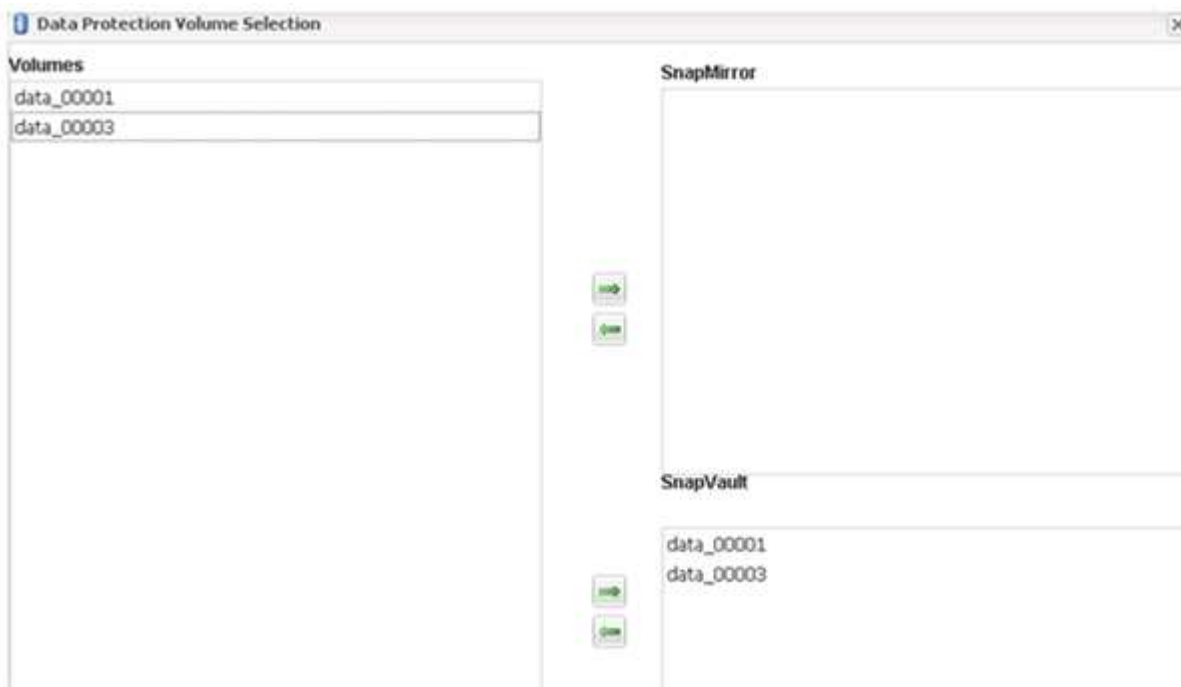 Data Protection Volume Selection
Volumes
data_00001
data_00003
SnapMirror
SnapVault
data_00001
data_00003